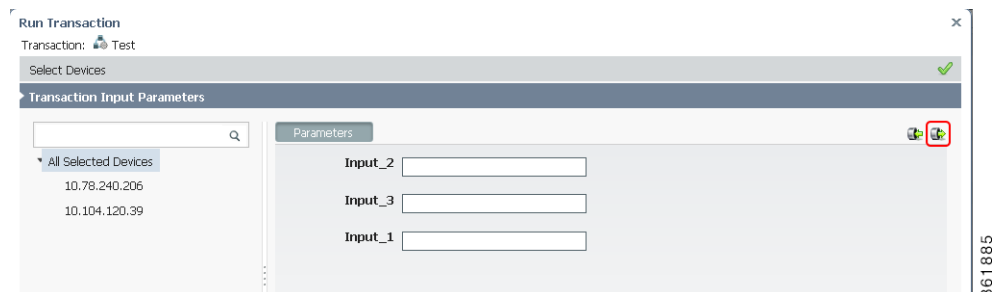 Run Transaction
Transaction: Test
Select Devices
Transaction Input Parameters
Parameters
All Selected Devices
10.78.240.206
10.104.120.39
Input_2
Input_3
Input_1
361885